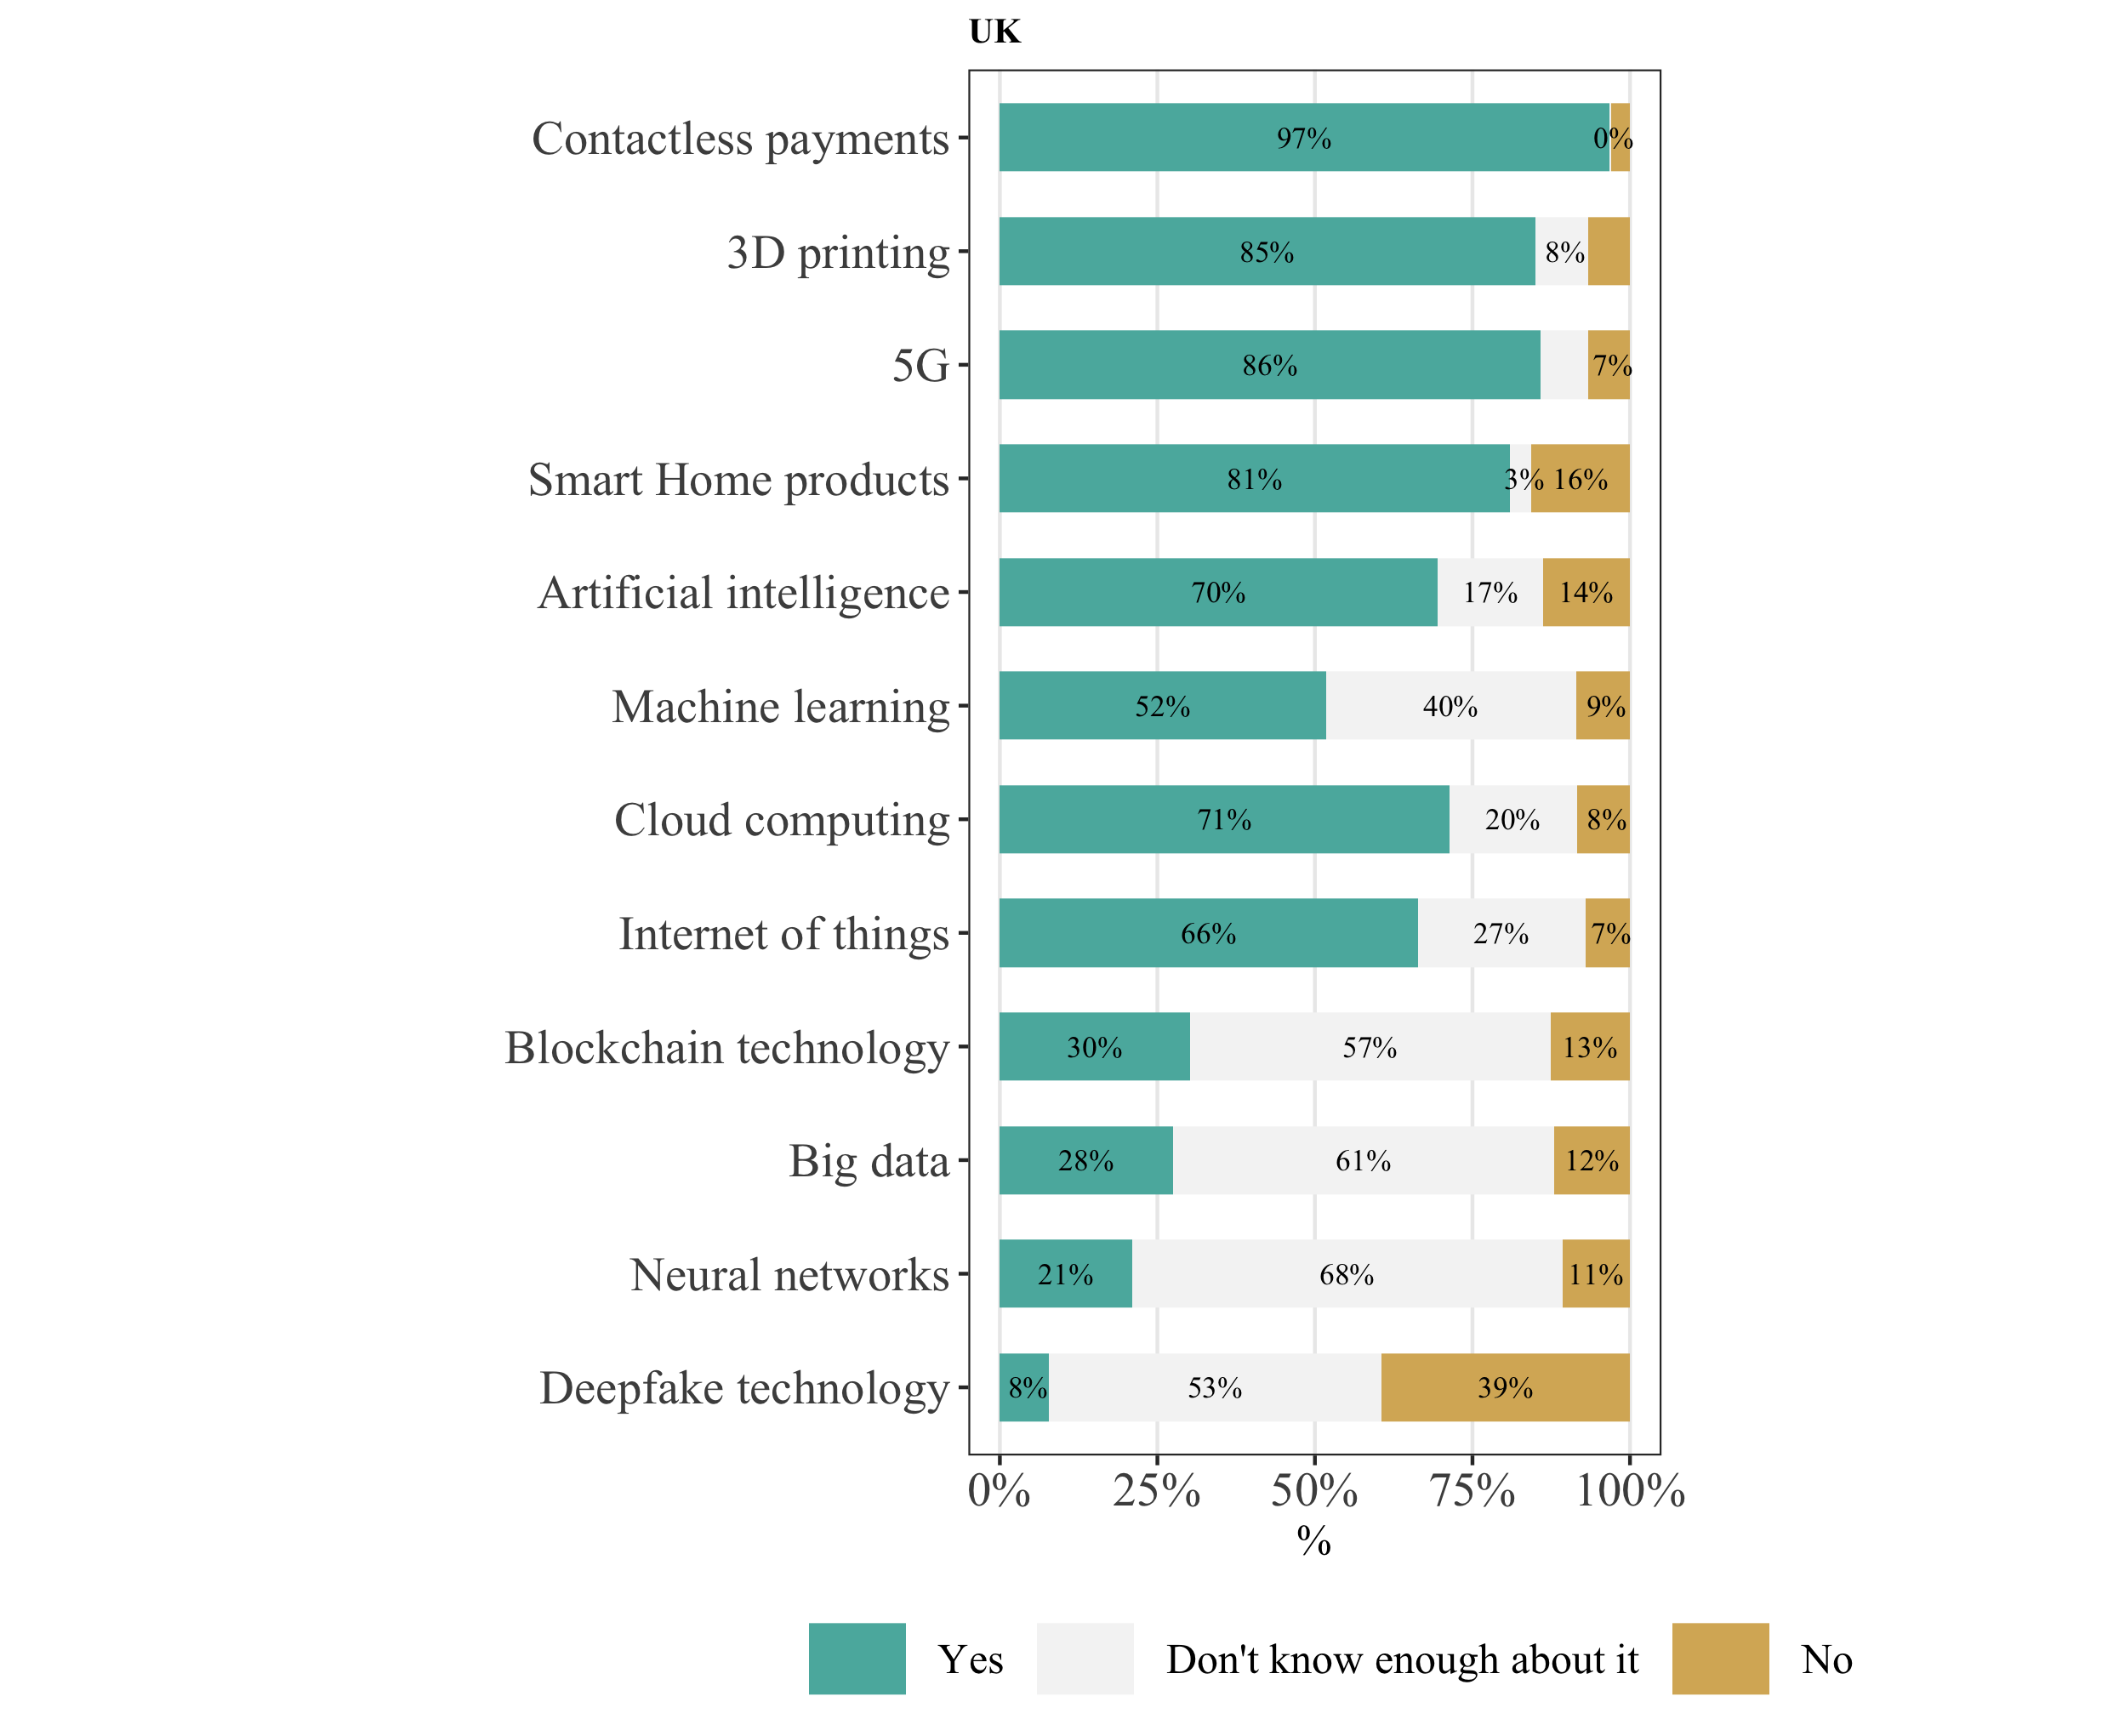 UK
Contactless payments 97% 0%
3D printing 85% 8%
5G 86% 7%
Smart Home products 81% 3% 16%
Artificial intelligence 70% 17% 14%
Machine learning 52% 40% 9%
Cloud computing 71% 20% 8%
Internet of things 66% 27% 7%
Blockchain technology 30% 57% 13%
Big data 28% 61% 12%
Neural networks 21% 68% 11%
Deepfake technology 8% 53% 39%
0% 25% 50% 75% 100%
%
Yes Don't know enough about it No